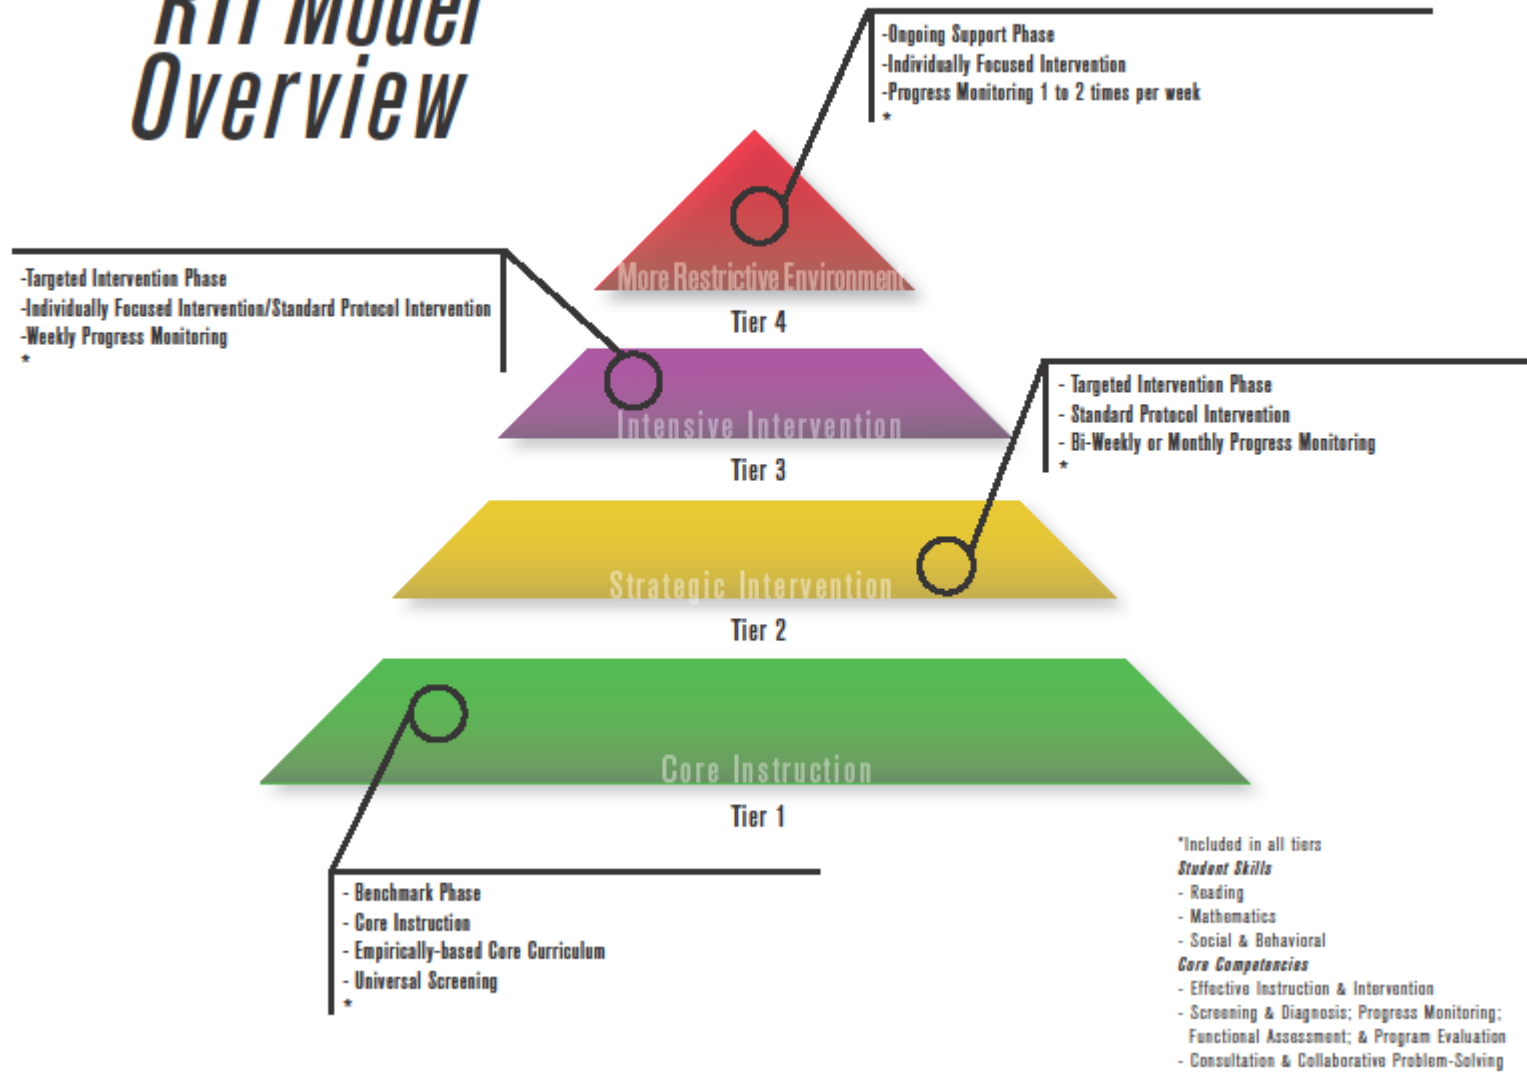 RTI Model
Overview
-Ongoing Support Phase
-Individually Focused Intervention
-Progress Monitoring 1 to 2 times per week
*
More Restrictive Environment
Tier 4
-Targeted Intervention Phase
-Individually Focused Intervention/Standard Protocol Intervention
-Weekly Progress Monitoring
*
Intensive Intervention
Tier 3
- Targeted Intervention Phase
- Standard Protocol Intervention
- Bi-Weekly or Monthly Progress Monitoring
*
Strategic Intervention
Tier 2
Core Instruction
Tier 1
- Benchmark Phase
- Core Instruction
- Empirically-based Core Curriculum
- Universal Screening
*
*Included in all tiers
Student Skills
- Reading
- Mathematics
- Social & Behavioral
Core Competencies
- Effective Instruction & Intervention
- Screening & Diagnosis; Progress Monitoring;
Functional Assessment; & Program Evaluation
- Consultation & Collaborative Problem-Solving